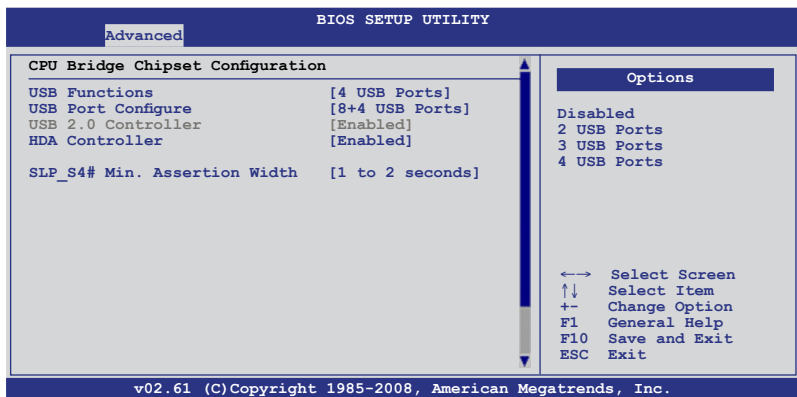 BIOS SETUP UTILITY
Advanced
CPU Bridge Chipset Configuration
USB Functions [4 USB Ports]
USB Port Configure [8+4 USB Ports]
USB 2.0 Controller [Enabled]
HDA Controller [Enabled]
SLP_S4# Min. Assertion Width [1 to 2 seconds]
Options
Disabled
2 USB Ports
3 USB Ports
4 USB Ports
←→ Select Screen
↑↓ Select Item
+- Change Option
F1 General Help
F10 Save and Exit
ESC Exit
v02.61 (C)Copyright 1985-2008, American Megatrends, Inc.